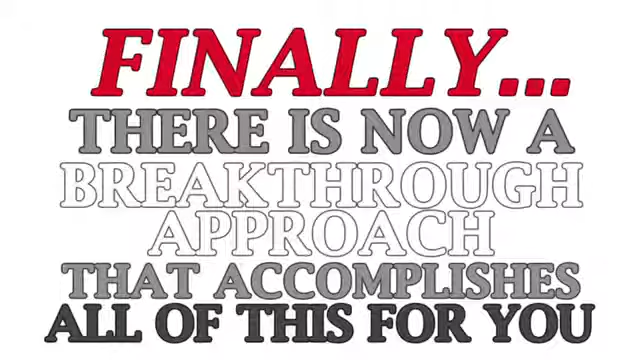 FINALLY...
THERE IS NOW A
BREAKTHROUGH
APPROACH
THAT ACCOMPLISHES
ALL OF THIS FOR YOU